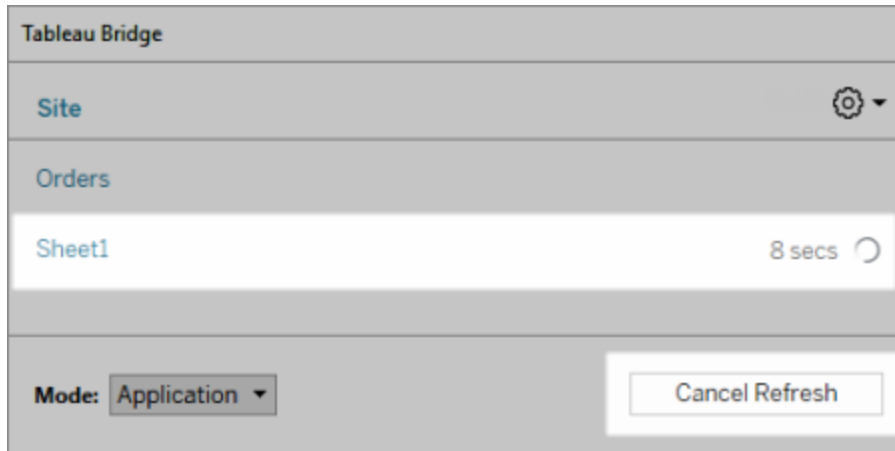 Tableau Bridge
Site
Orders
Sheet1 8 secs
Mode: Application Cancel Refresh